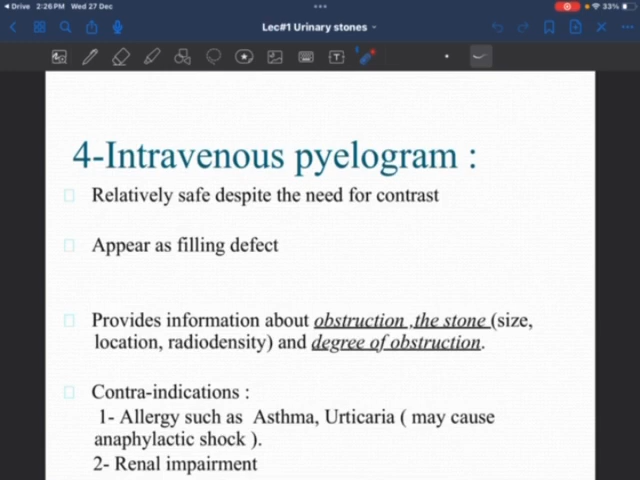 Drive 2:26 PM Wed 27 Dec 33%
Lec#1 Urinary stones
4-Intravenous pyelogram :
Relatively safe despite the need for contrast
Appear as filling defect
Provides information about obstruction ,the stone (size,
location, radiodensity) and degree of obstruction.
Contra-indications :
1- Allergy such as Asthma, Urticaria ( may cause
anaphylactic shock ).
2- Renal impairment